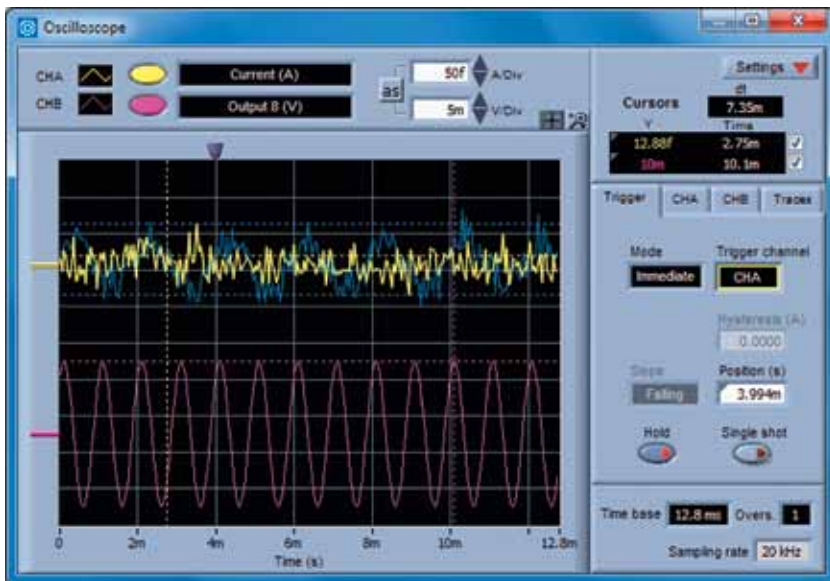 Oscilloscope
CHA Current (A) 50f A/Div
CHB Output 8 (V) 5m V/Div
as
Settings
Cursors dt
7.35m
Y Time
12.88f 2.75m
10m 10.1m
Trigger CHA CHB Traces
Mode Trigger channel
Immediate CHA
Hysteresis (A)
0.0000
Slope Position (s)
Falling 3.994m
Hold Single shot
Time base 12.8 ms Overs. 1
Sampling rate 20 kHz
0 2m 4m 6m 8m 10m 12.8m
Time (s)